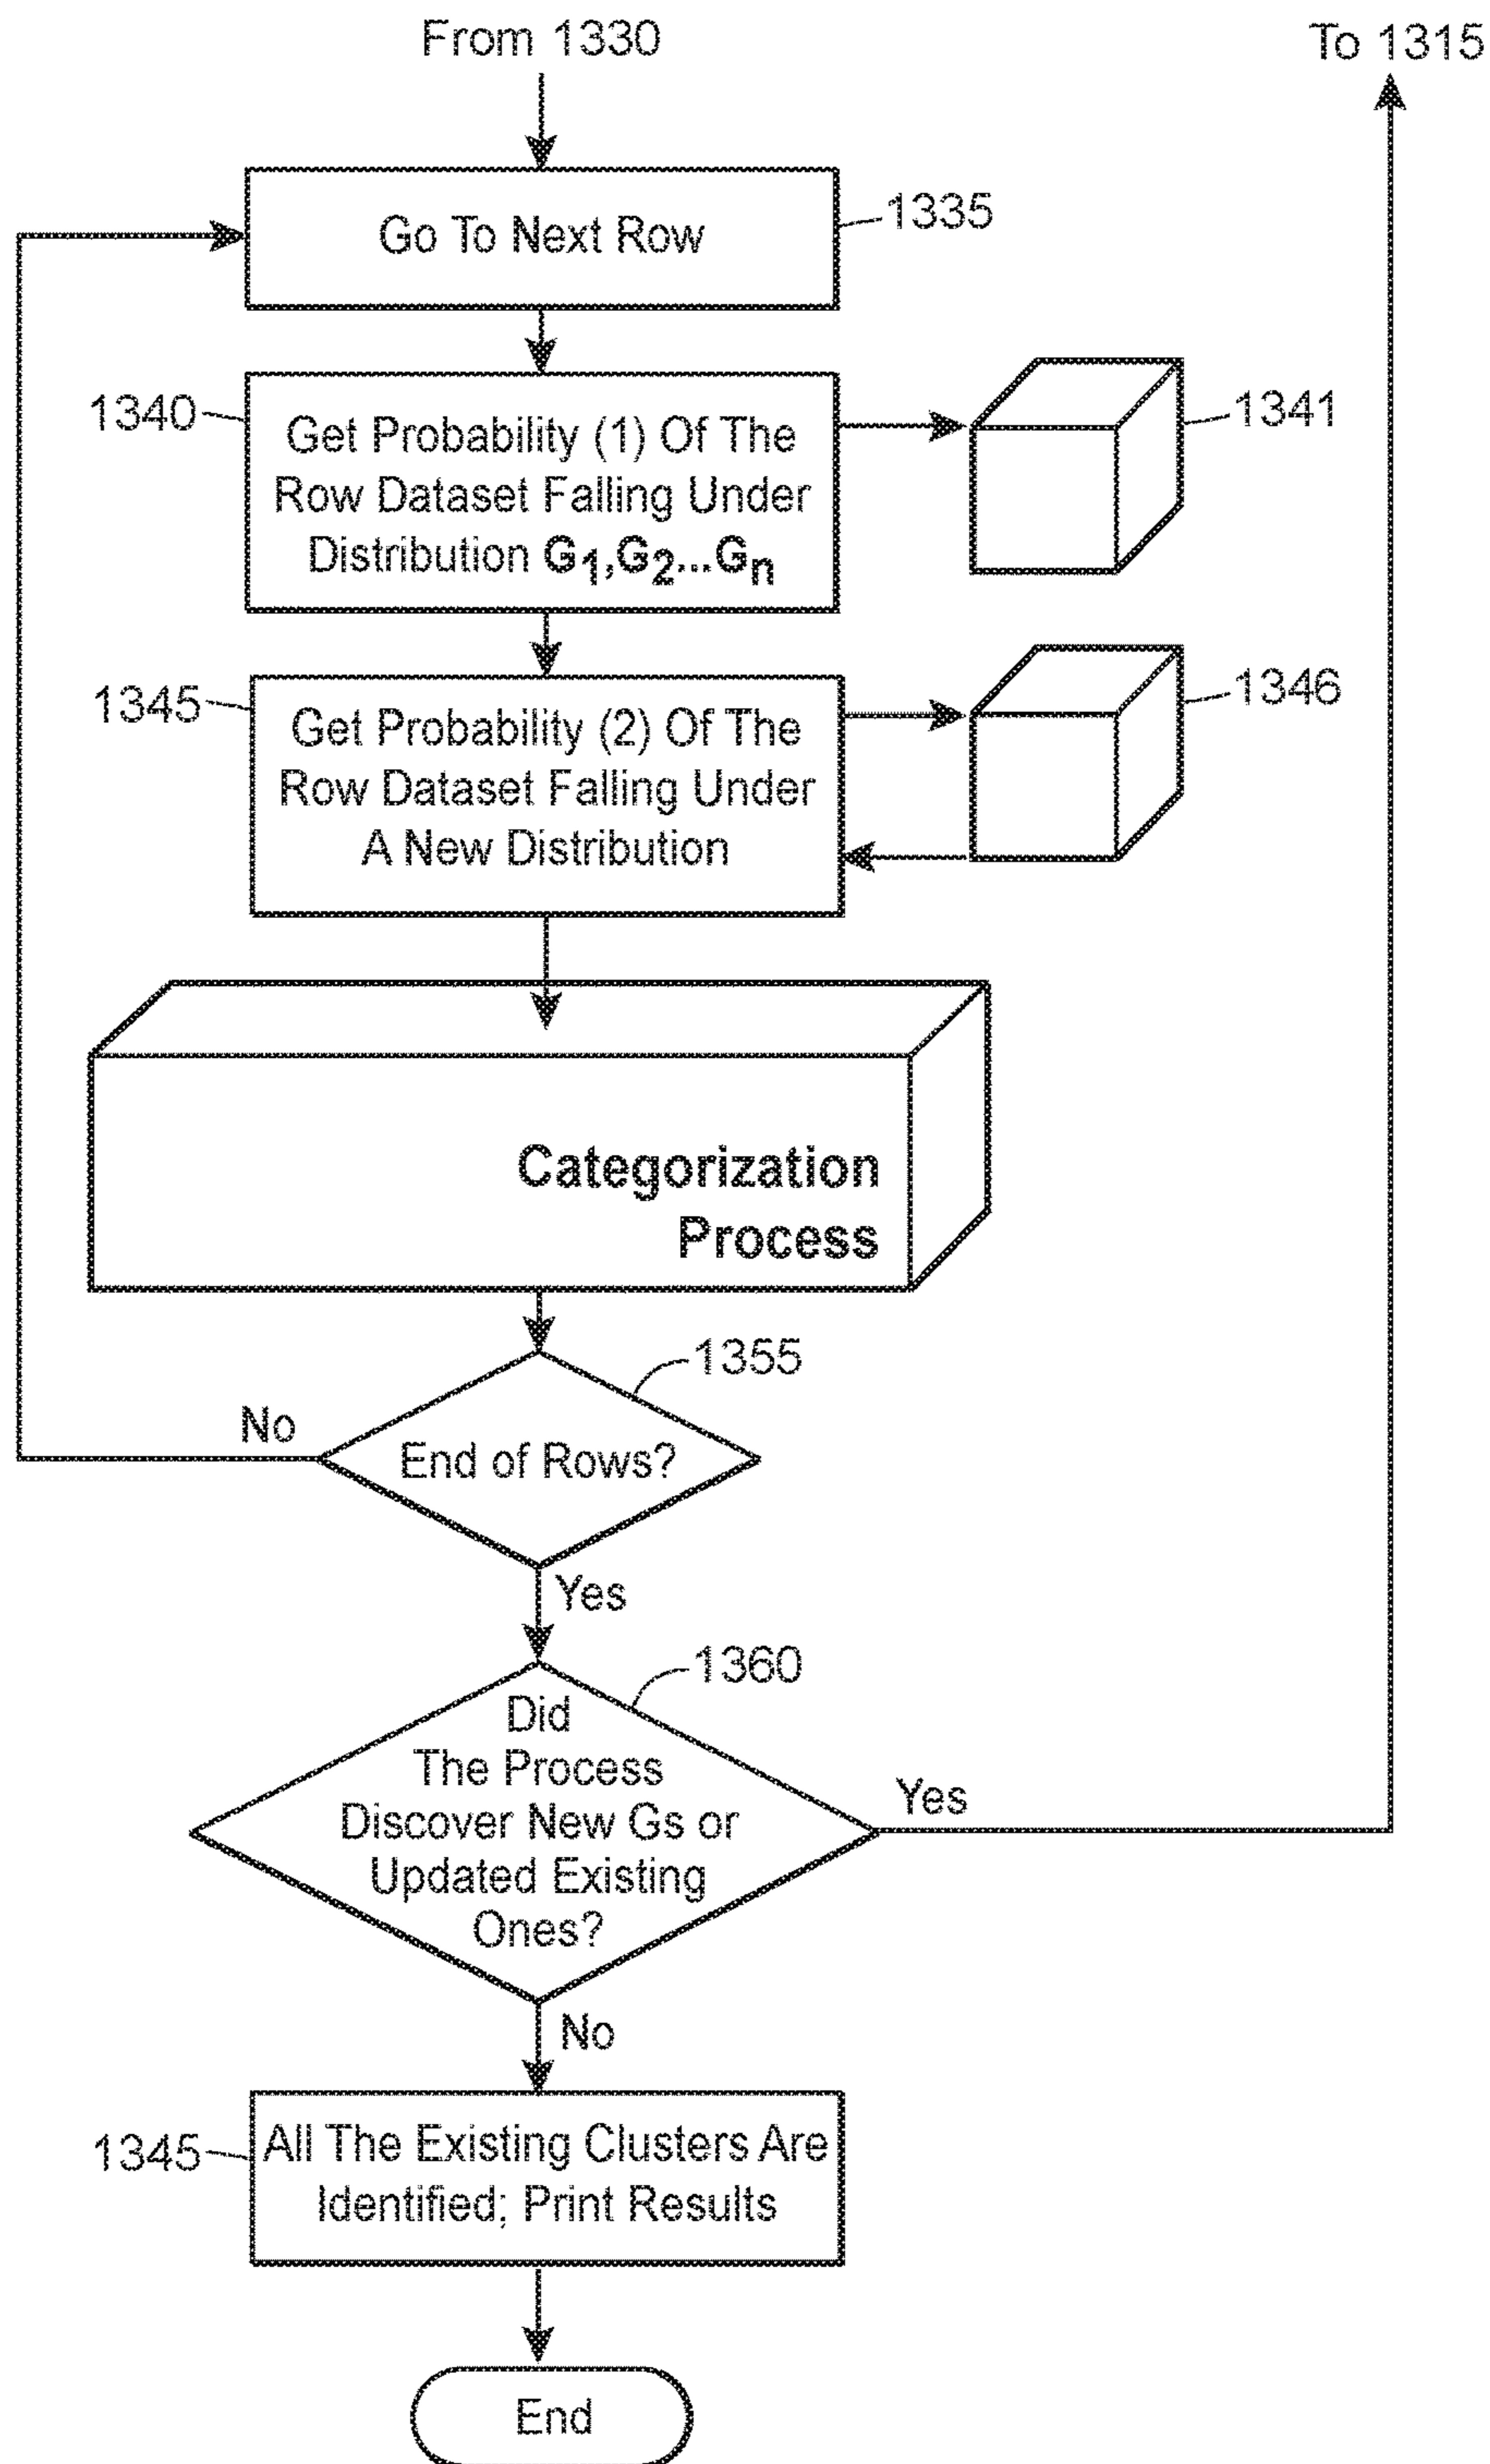 From 1330
To 1315
Go To Next Row
1335
1340
Get Probability (1) Of The
Row Dataset Falling Under
Distribution G1,G2...Gn
1341
1345
Get Probability (2) Of The
Row Dataset Falling Under
A New Distribution
1346
Categorization
Process
1355
No
End of Rows?
Yes
1360
Did
The Process
Discover New Gs or
Updated Existing
Ones?
Yes
No
1345
All The Existing Clusters Are
Identified; Print Results
End